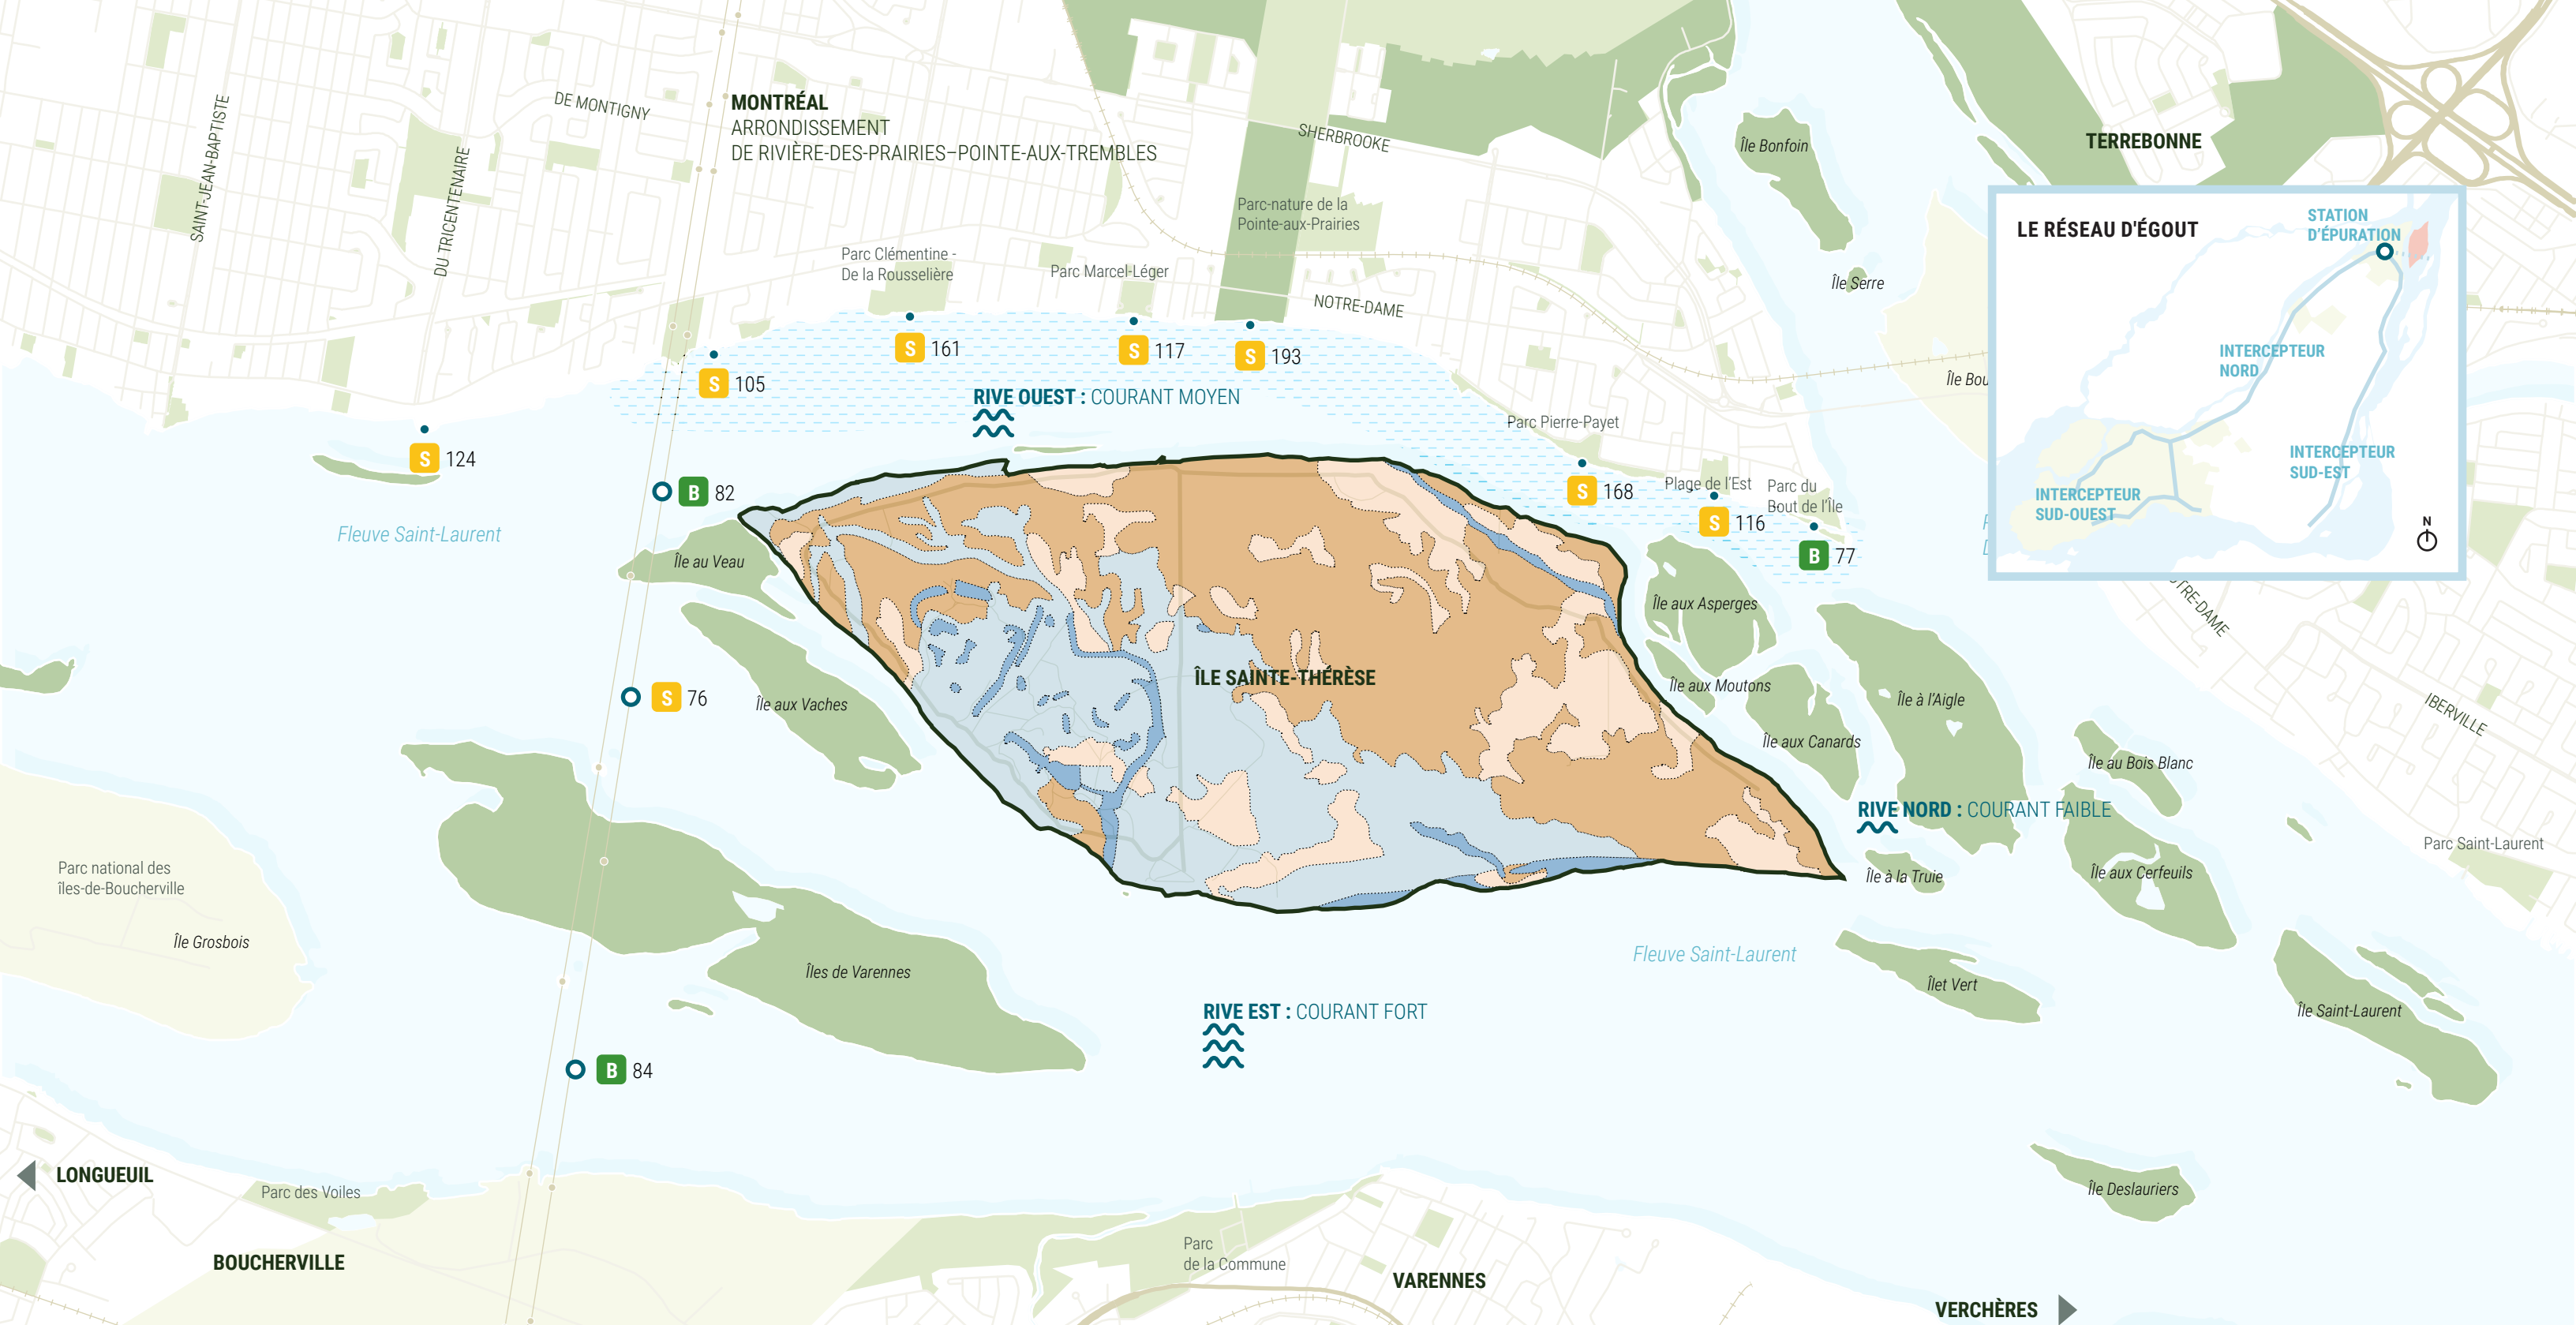 SAINT-JEAN-BAPTISTE
DU TRICENTENAIRE
DE MONTIGNY
MONTRÉAL
ARRONDISSEMENT
DE RIVIÈRE-DES-PRAIRIES–POINTE-AUX-TREMBLES
SHERBROOKE
Parc-nature de la
Pointe-aux-Prairies
Parc Clémentine -
De la Rousselière
Parc Marcel-Léger
NOTRE-DAME
Île Bonfoin
Île Serre
Île Bou
TERREBONNE
LE RÉSEAU D'ÉGOUT
STATION
D'ÉPURATION
INTERCEPTEUR
NORD
INTERCEPTEUR
SUD-EST
INTERCEPTEUR
SUD-OUEST
N
S 161
S 117
S 193
S 105
RIVE OUEST : COURANT MOYEN
S 124
B 82
Parc Pierre-Payet
S 168
Plage de l'Est
S 116
Parc du
Bout de l'Île
B 77
Fleuve Saint-Laurent
Île au Veau
Île aux Vaches
S 76
ÎLE SAINTE-THÉRÈSE
Île aux Asperges
Île aux Moutons
Île aux Canards
Île à l'Aigle
TRE-DAME
IBERVILLE
Île au Bois Blanc
RIVE NORD : COURANT FAIBLE
Île à la Truie
Île aux Cerfeuils
Parc Saint-Laurent
Parc national des
îles-de-Boucherville
Île Grosbois
Îles de Varennes
Fleuve Saint-Laurent
Îlet Vert
Île Saint-Laurent
RIVE EST : COURANT FORT
B 84
LONGUEUIL
Parc des Voiles
BOUCHERVILLE
Parc
de la Commune
VARENNES
Île Deslauriers
VERCHÈRES